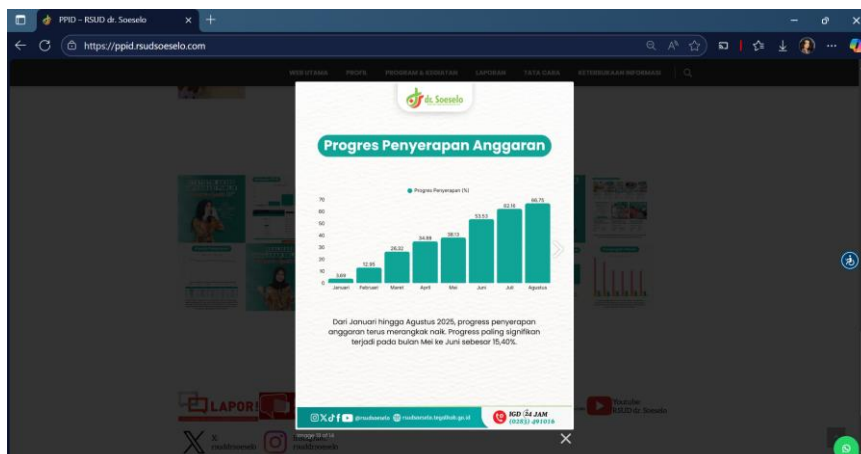 PPID – RSUD dr. Soeselo
https://ppid.rsudsoeselo.com
WEB UTAMA PROFIL PROGRAM & KEGIATAN LAPORAN TATA CARA KETERBUKAAN INFORMASI
dr. Soeselo
Progres Penyerapan Anggaran
Progres Penyerapan (%)
70
60
50
40
30
20
10
0
3.69
12.95
26.32
34.89
38.13
53.53
62.16
66.75
Januari Februari Maret April Mei Juni Juli Agustus
Dari Januari hingga Agustus 2025, progress penyerapan
anggaran terus merangkak naik. Progress paling signifikan
terjadi pada bulan Mei ke Juni sebesar 15,40%.
@rsudsoeselo rsudsoeselo.tegalkab.go.id
IGD 24 JAM
(0283) 491016
LAPOR!
Youtube:
RSUD dr. Soeselo
X:
rsuddrsoeselo